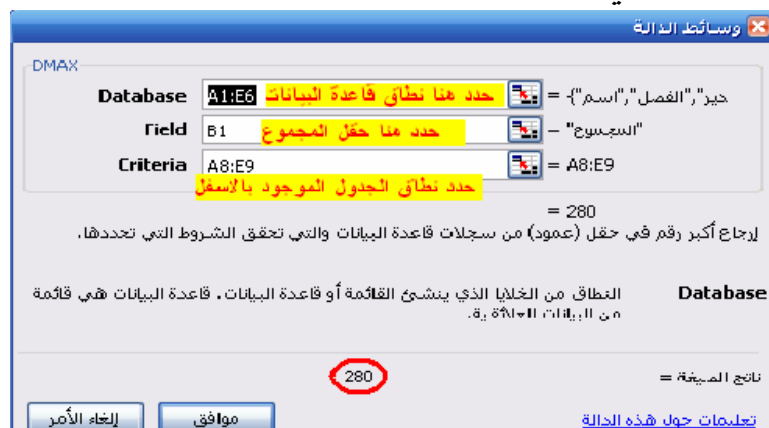 وسائط الدالة
DMAX
Database A1:E6 حدد هنا نطاق قاعدة البيانات = {"اسم","الفصل","حير
Field B1 حدد هنا حقل المجموع = "المجموع"
Criteria A8:E9 = A8:E9
حدد نطاق الجدول الموجود بالاسفل
= 280
إرجاع أكبر رقم في حقل (عمود) من سجلات قاعدة البيانات والتي تحقق الشروط التي تحددها.
Database النطاق من الخلايا الذي ينشئ القائمة أو قاعدة البيانات. قاعدة البيانات هي قائمة
من البيانات العلائقية.
ناتج الصيغة = 280
تعليمات حول هذه الدالة
موافق
إلغاء الأمر